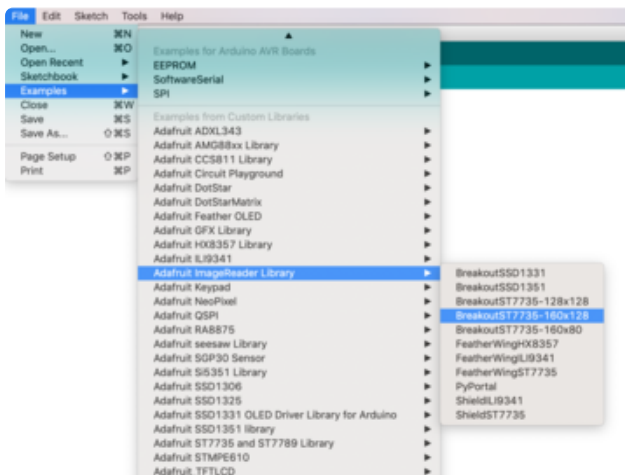 File Edit Sketch Tools Help
New ⌘N
Open... ⌘O
Open Recent ▶
Sketchbook ▶
Examples ▶
Close ⌘W
Save ⌘S
Save As... ⇧⌘S
Page Setup ⇧⌘P
Print ⌘P
▲
Examples for Arduino AVR Boards
EEPROM ▶
SoftwareSerial ▶
SPI ▶
Examples from Custom Libraries
Adafruit ADXL343 ▶
Adafruit AMG88xx Library ▶
Adafruit CCS811 Library ▶
Adafruit Circuit Playground ▶
Adafruit DotStar ▶
Adafruit DotStarMatrix ▶
Adafruit Feather OLED ▶
Adafruit GFX Library ▶
Adafruit HX8357 Library ▶
Adafruit ILI9341 ▶
Adafruit ImageReader Library ▶
Adafruit Keypad ▶
Adafruit NeoPixel ▶
Adafruit QSPI ▶
Adafruit RA8875 ▶
Adafruit seesaw Library ▶
Adafruit SGP30 Sensor ▶
Adafruit Si5351 Library ▶
Adafruit SSD1306 ▶
Adafruit SSD1325 ▶
Adafruit SSD1331 OLED Driver Library for Arduino ▶
Adafruit SSD1351 library ▶
Adafruit ST7735 and ST7789 Library ▶
Adafruit STMPE610 ▶
Adafruit TFTLCD ▶
BreakoutSSD1331
BreakoutSSD1351
BreakoutST7735-128x128
BreakoutST7735-160x128
BreakoutST7735-160x80
FeatherWingHX8357
FeatherWingILI9341
FeatherWingST7735
PyPortal
ShieldILI9341
ShieldST7735